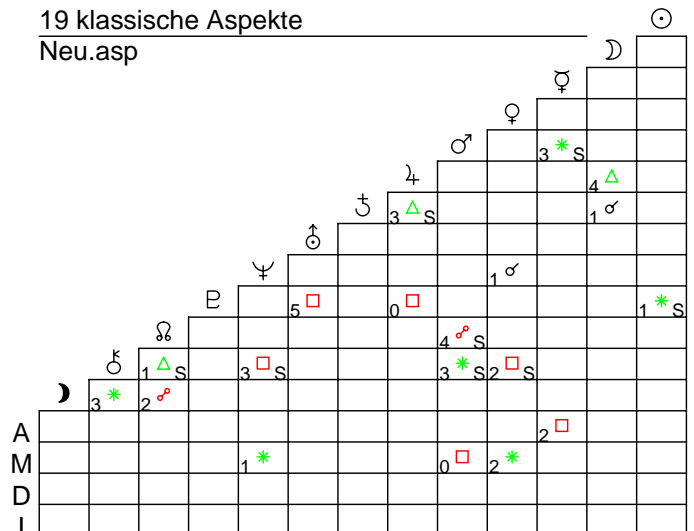 19 klassische Aspekte ☉
Neu.asp ☽
☿
♀
♂ 3 ⚹ S
♃ 4 △
♄ 3 △ S 1 ☌
♅
♆ 1 ☌
♇ 5 □ 0 □ 1 ⚹ S
☊ 4 ☍ S
⚷ 1 △ S 3 □ S 3 ⚹ S 2 □ S
☽ 3 ⚹ 2 ☍
A 2 □
M 1 ⚹ 0 □ 2 ⚹
D